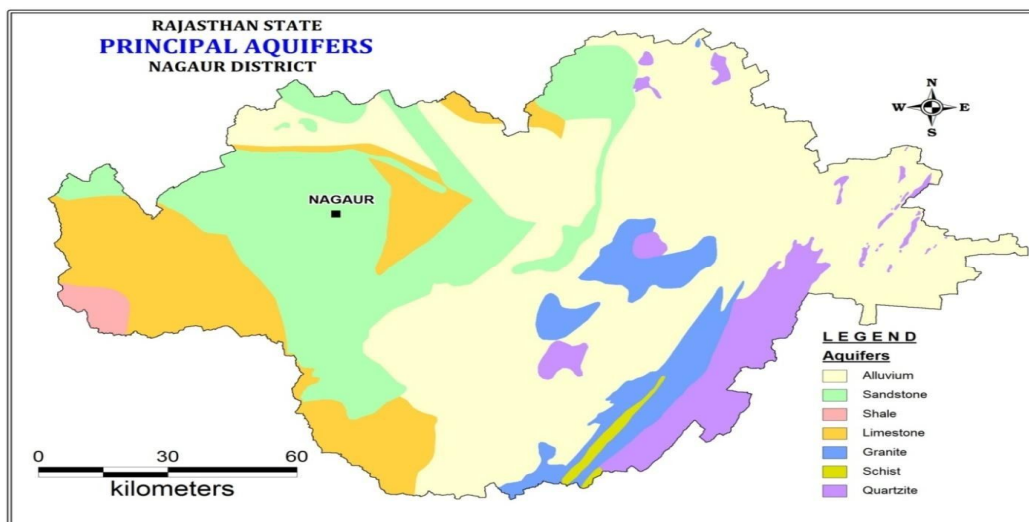 RAJASTHAN STATE
PRINCIPAL AQUIFERS
NAGAUR DISTRICT
N
W E
S
NAGAUR
LEGEND
Aquifers
Alluvium
Sandstone
Shale
Limestone
Granite
Schist
Quartzite
0 30 60
kilometers